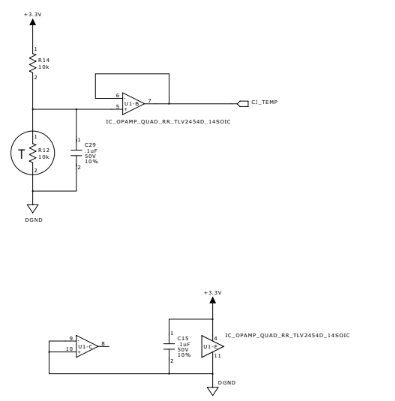 +3.3V
1
R14
10k
2
6
5
U1-B
7
CI_TEMP
IC_OPAMP_QUAD_RR_TLV2454D_14SOIC
T
1
R12
10k
2
1
C29
.1uF
50V
10%
2
DGND
+3.3V
9
10
U1-C
8
1
C15
.1uF
50V
10%
2
4
U1-E
11
IC_OPAMP_QUAD_RR_TLV2454D_14SOIC
DGND